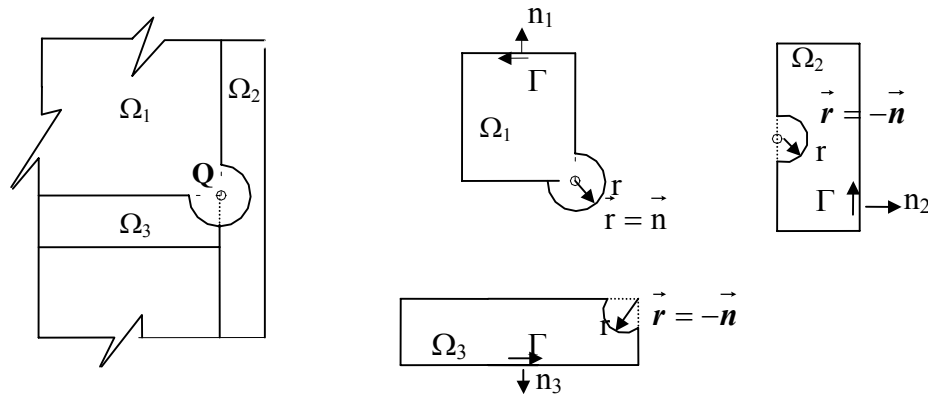 Ω₁
Ω₂
Q
Ω₃
n₁
Γ
Ω₁
r
r⃗ = n⃗
Ω₂
r⃗ = −n⃗
r
Γ
n₂
r
r⃗ = −n⃗
Ω₃
Γ
n₃